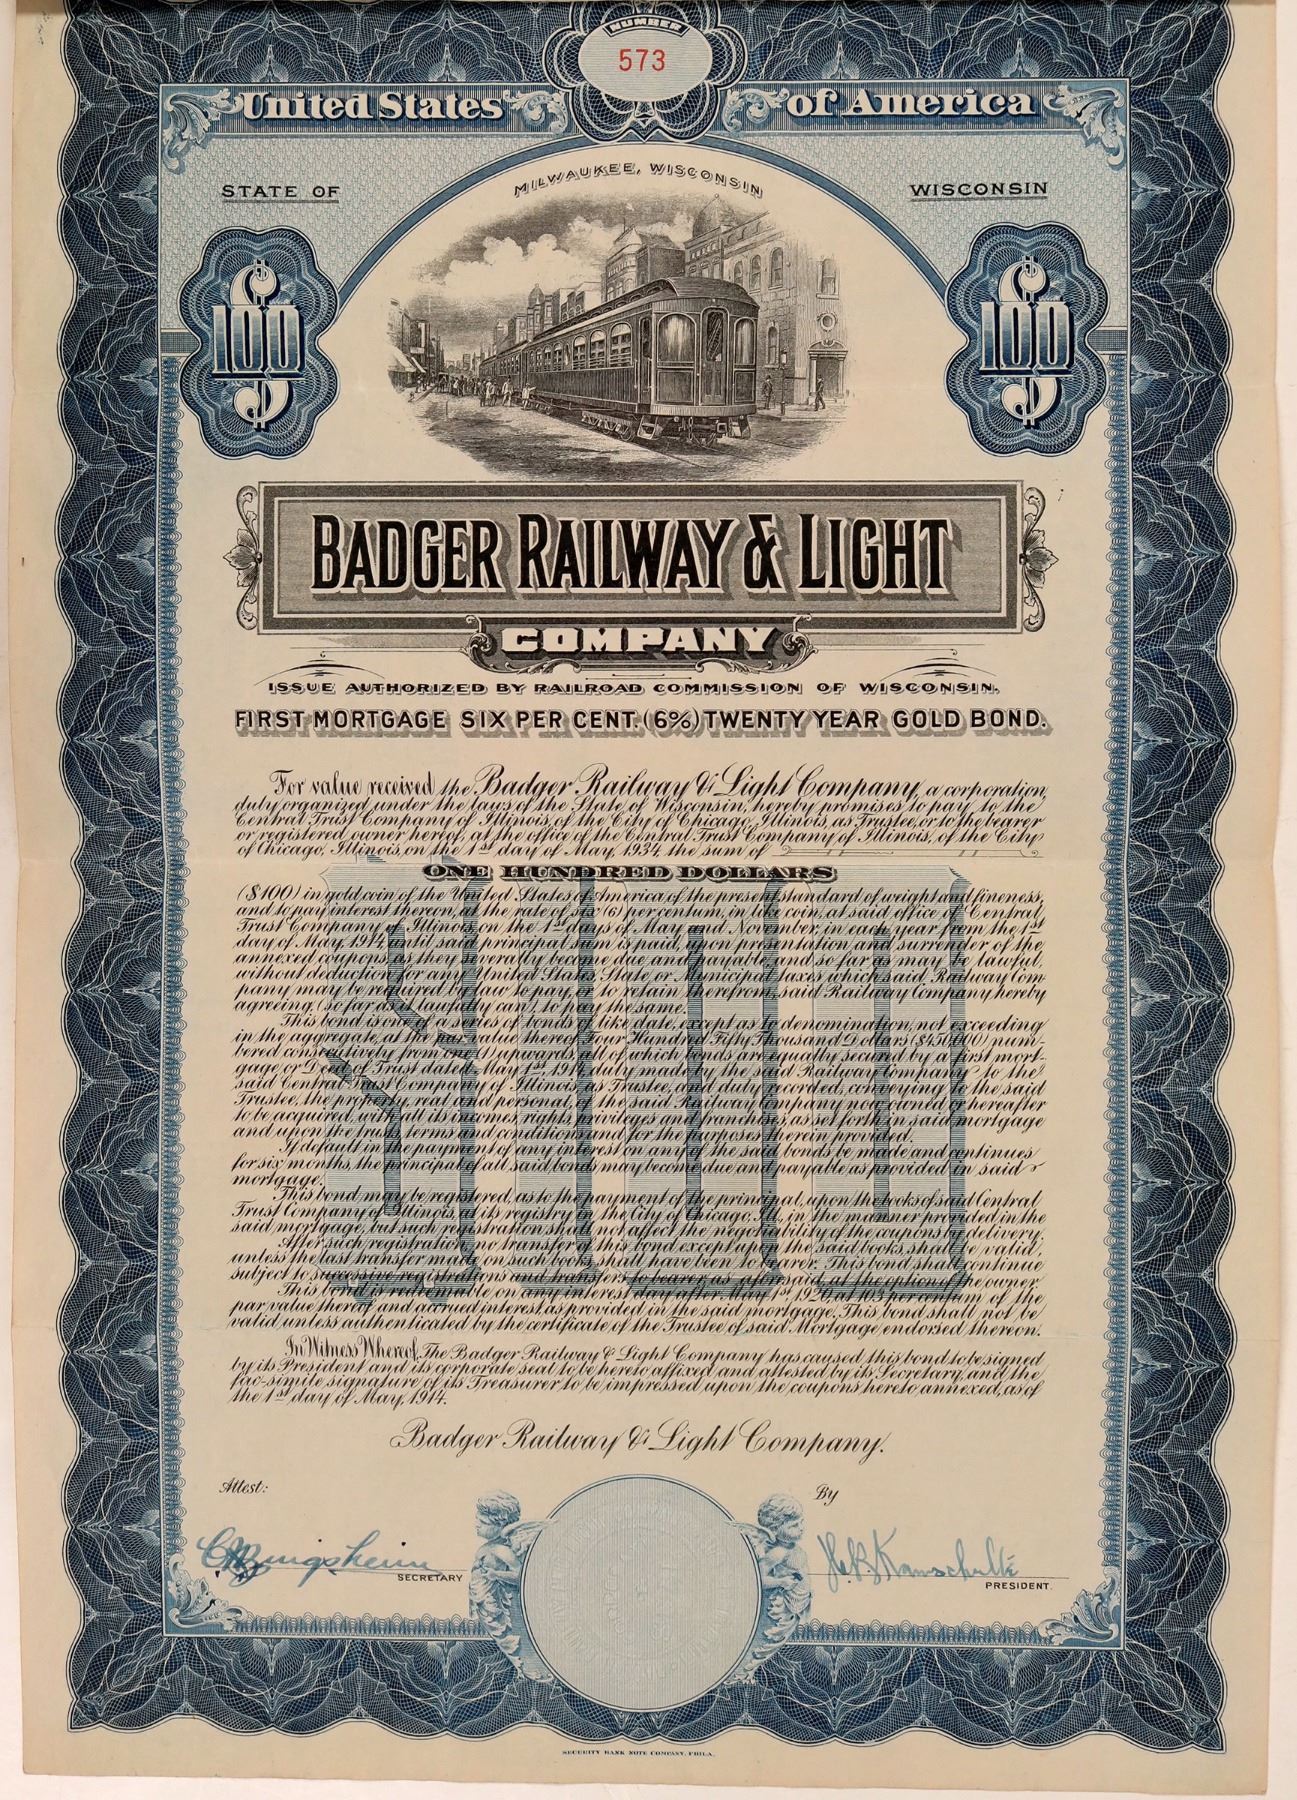 NUMBER
573
United States of America
STATE OF
WISCONSIN
MILWAUKEE, WISCONSIN
$100
$100
BADGER RAILWAY & LIGHT
COMPANY
ISSUE AUTHORIZED BY RAILROAD COMMISSION OF WISCONSIN.
FIRST MORTGAGE SIX PER CENT. (6%) TWENTY YEAR GOLD BOND.
For value received the Badger Railway & Light Company, a corporation
duly organized under the laws of the State of Wisconsin, hereby promises to pay to the
Central Trust Company of Illinois, of the City of Chicago, Illinois, as Trustee, or to the bearer
or registered owner hereof, at the office of the Central Trust Company of Illinois, of the City
of Chicago, Illinois, on the 1st day of May, 1934, the sum of
ONE HUNDRED DOLLARS
($100) in gold coin of the United States of America of the present standard of weight and fineness,
and to pay interest thereon, at the rate of six (6) per centum, in like coin, at said office of Central
Trust Company of Illinois, on the 1st days of May and November, in each year from the 1st
day of May, 1914, until said principal sum is paid, upon presentation and surrender of the
annexed coupons, as they severally become due and payable, and so far as may be lawful,
without deduction for any United States, State, or Municipal taxes which said Railway Com-
pany may be required by law to pay, or to retain therefrom, said Railway Company hereby
agreeing (so far as it lawfully can), to pay the same.
This bond is one of a series of bonds of like date, except as to denomination, not exceeding
in the aggregate, at the par value hereof Four Hundred Fifty Thousand Dollars ($450,000) num-
bered consecutively from one (1) upwards, all of which bonds are equally secured by a first mort-
gage or Deed of Trust dated May 1st, 1914 duly made by the said Railway Company to the
said Central Trust Company of Illinois as Trustee, and duly recorded, conveying to the said
Trustee, the property, real and personal, of the said Railway Company now owned or hereafter
to be acquired, with all its incomes, rights, privileges and franchises, as set forth in said mortgage
and upon the trust, terms and conditions and for the purposes therein provided.
If default in the payment of any interest on any of the said bonds be made and continues
for six months, the principal of all said bonds may become due and payable as provided in said
mortgage.
This bond may be registered, as to the payment of the principal, upon the books of said Central
Trust Company of Illinois at its registry in the City of Chicago, Ill., in the manner provided in the
said mortgage, but such registration shall not affect the negotiability of the coupons by delivery.
After such registration no transfer of this bond except upon the said books shall be valid,
unless the last transfer made on such books shall have been to bearer. This bond shall continue
subject to successive registrations and transfers to bearer, as aforesaid, at the option of the owner.
This bond is redeemable on any interest day after May 1st 1920 at 103 per centum of the
par value thereof and accrued interest as provided in the said mortgage. This bond shall not be
valid unless authenticated by the certificate of the Trustee of said Mortgage endorsed thereon.
In Witness Whereof, The Badger Railway & Light Company has caused this bond to be signed
by its President and its corporate seal to be hereto affixed and attested by its Secretary, and the
fac-simile signature of its Treasurer to be impressed upon the coupons hereto annexed, as of
the 1st day of May, 1914.
Badger Railway & Light Company.
Attest:
By
SECRETARY
PRESIDENT.
SECURITY BANK NOTE COMPANY, PHILA.